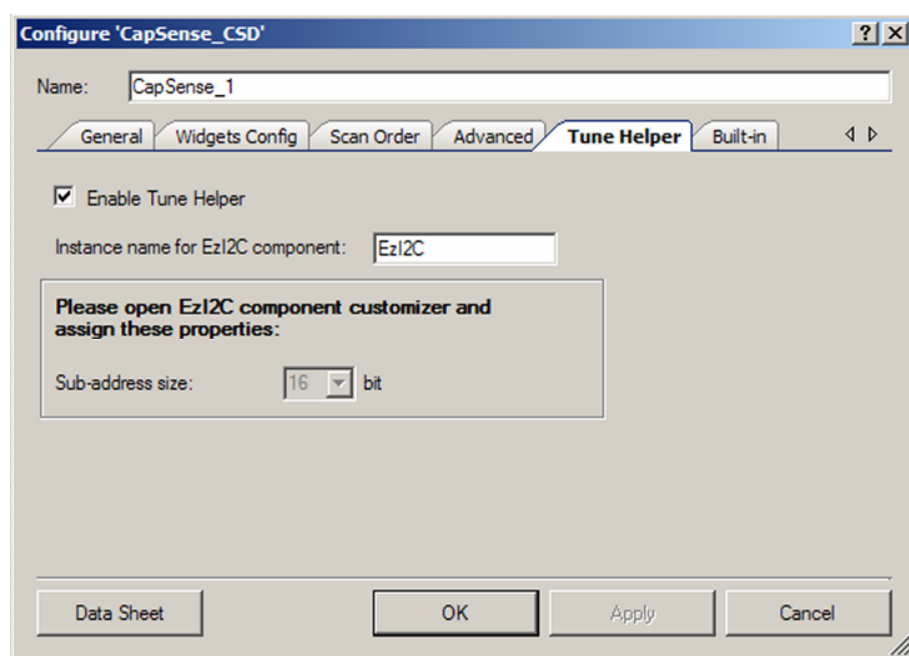 Configure 'CapSense_CSD'
Name: CapSense_1
General Widgets Config Scan Order Advanced Tune Helper Built-in
Enable Tune Helper
Instance name for EzI2C component: EzI2C
Please open EzI2C component customizer and
assign these properties:
Sub-address size: 16 bit
Data Sheet OK Apply Cancel